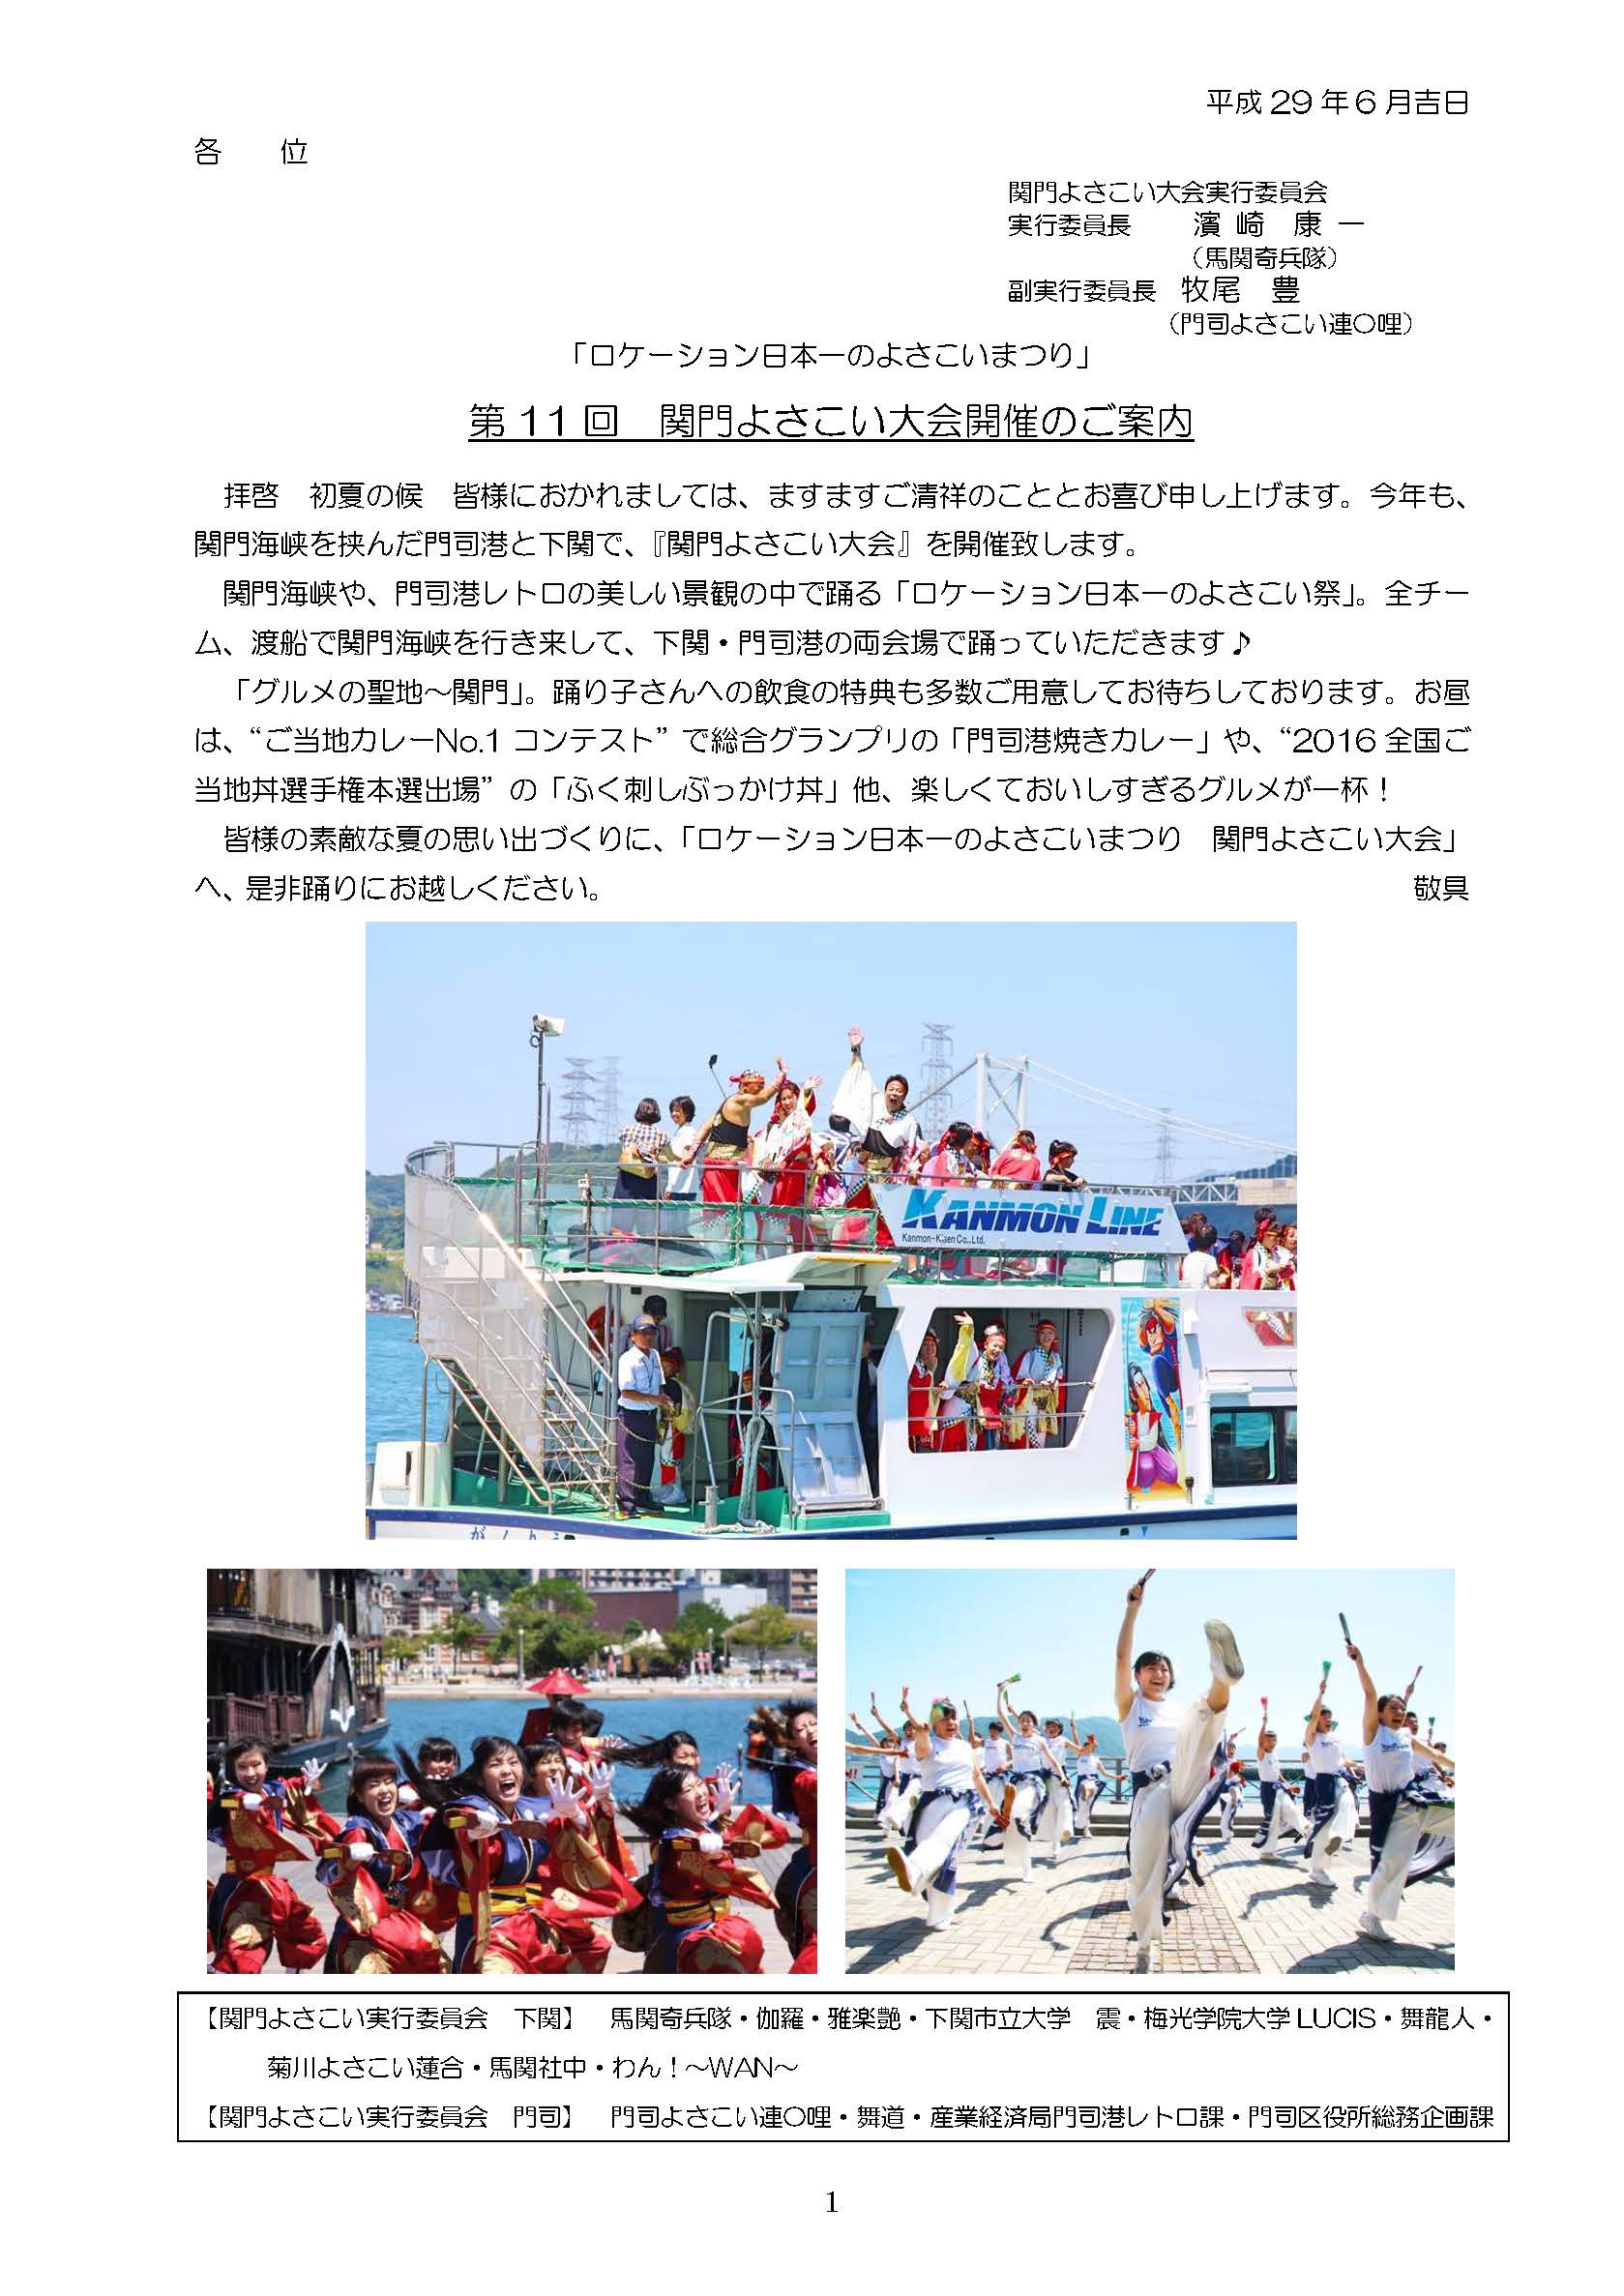 平成 29 年 6 月吉日
各　　位
関門よさこい大会実行委員会
実行委員長　　濱 崎　康 一
（馬関奇兵隊）
副実行委員長　牧尾　豊
（門司よさこい連〇哩）
「ロケーション日本一のよさこいまつり」
第 11 回　関門よさこい大会開催のご案内
拝啓　初夏の候　皆様におかれましては、ますますご清祥のこととお喜び申し上げます。今年も、
関門海峡を挟んだ門司港と下関で、『関門よさこい大会』を開催致します。
関門海峡や、門司港レトロの美しい景観の中で踊る「ロケーション日本一のよさこい祭」。全チー
ム、渡船で関門海峡を行き来して、下関・門司港の両会場で踊っていただきます♪
「グルメの聖地～関門」。踊り子さんへの飲食の特典も多数ご用意してお待ちしております。お昼
は、“ご当地カレーNo.1 コンテスト”で総合グランプリの「門司港焼きカレー」や、“2016 全国ご
当地丼選手権本選出場”の「ふく刺しぶっかけ丼」他、楽しくておいしすぎるグルメが一杯！
皆様の素敵な夏の思い出づくりに、「ロケーション日本一のよさこいまつり　関門よさこい大会」
へ、是非踊りにお越しください。　敬具
KANMON LINE
Kanmon-Kisen Co.,Ltd.
【関門よさこい実行委員会　下関】　馬関奇兵隊・伽羅・雅楽艶・下関市立大学　震・梅光学院大学 LUCIS・舞龍人・
菊川よさこい蓮合・馬関社中・わん！～WAN～
【関門よさこい実行委員会　門司】　門司よさこい連〇哩・舞道・産業経済局門司港レトロ課・門司区役所総務企画課
1